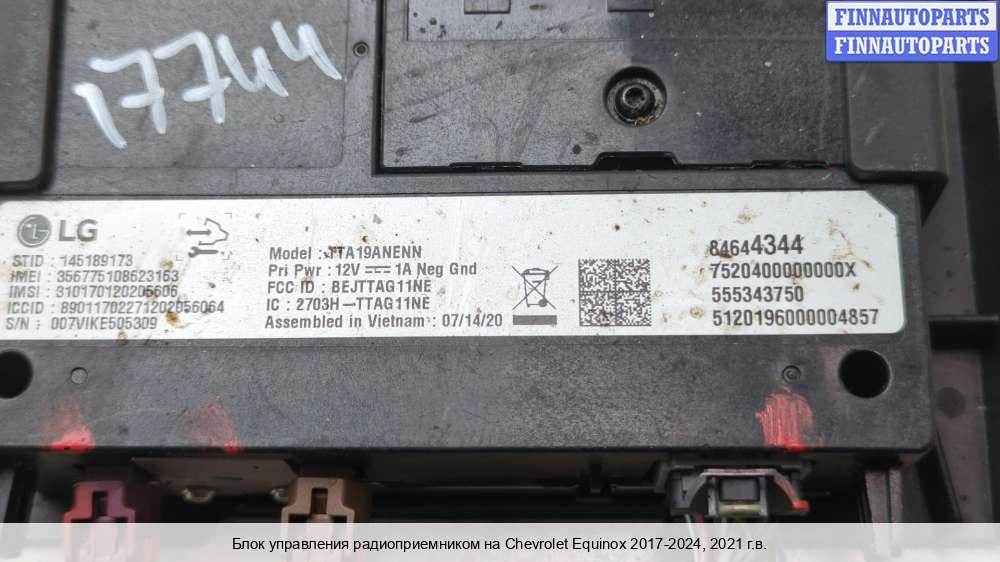 FINNAUTOPARTS
FINNAUTOPARTS
17744
LG
STID : 145189173
IMEI : 356775108623153
IMSI : 310170120205606
ICCID : 89011702271202056064
S/N : 007VIKE505309
Model : TTA19ANENN
Pri Pwr : 12V 1A Neg Gnd
FCC ID : BEJTTAG11NE
IC : 2703H-TTAG11NE
Assembled in Vietnam : 07/14/20
84644344
7520400000000X
555343750
5120196000004857
Блок управления радиоприемником на Chevrolet Equinox 2017-2024, 2021 г.в.